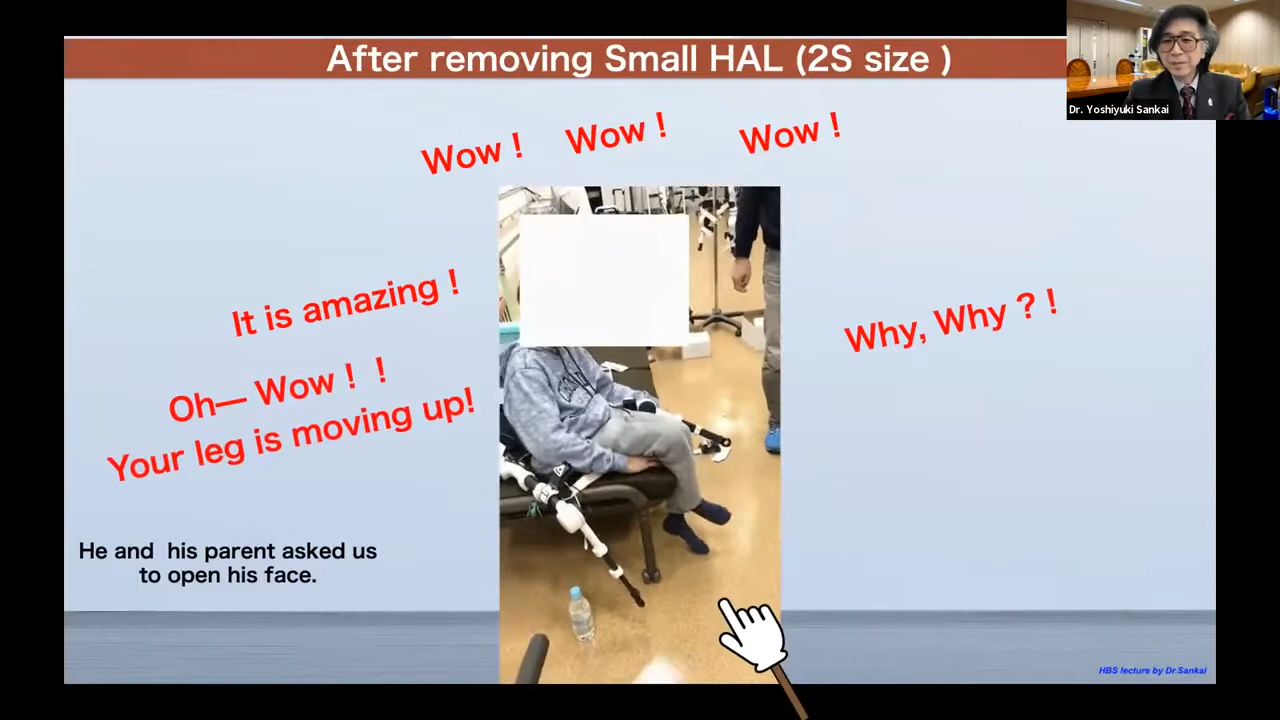 After removing Small HAL (2S size )
Dr. Yoshiyuki Sankai
Wow !
Wow !
Wow !
It is amazing !
Why, Why ? !
Oh— Wow ! !
Your leg is moving up!
He and his parent asked us
to open his face.
HBS lecture by Dr.Sankai